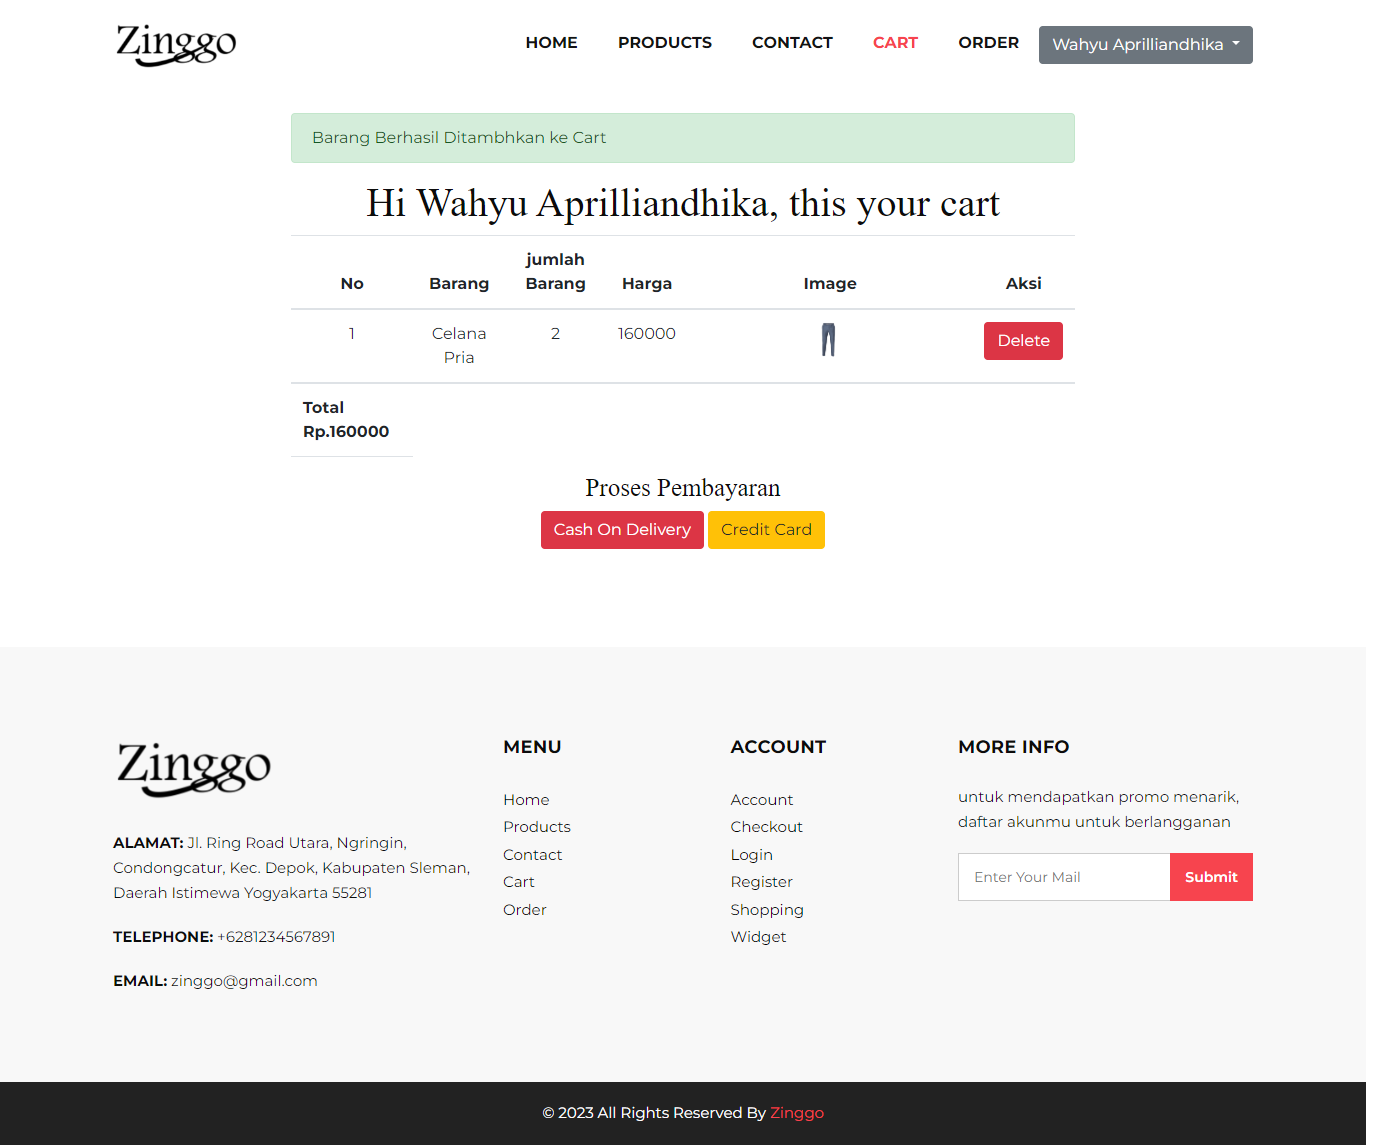 Zinggo
HOME PRODUCTS CONTACT CART ORDER Wahyu Aprilliandhika
Barang Berhasil Ditambhkan ke Cart
Hi Wahyu Aprilliandhika, this your cart
No Barang jumlah Barang Harga Image Aksi
1 Celana Pria 2 160000 Delete
Total
Rp.160000
Proses Pembayaran
Cash On Delivery Credit Card
Zinggo
ALAMAT: Jl. Ring Road Utara, Ngringin,
Condongcatur, Kec. Depok, Kabupaten Sleman,
Daerah Istimewa Yogyakarta 55281
TELEPHONE: +6281234567891
EMAIL: zinggo@gmail.com
MENU
Home
Products
Contact
Cart
Order
ACCOUNT
Account
Checkout
Login
Register
Shopping
Widget
MORE INFO
untuk mendapatkan promo menarik,
daftar akunmu untuk berlangganan
Enter Your Mail Submit
© 2023 All Rights Reserved By Zinggo